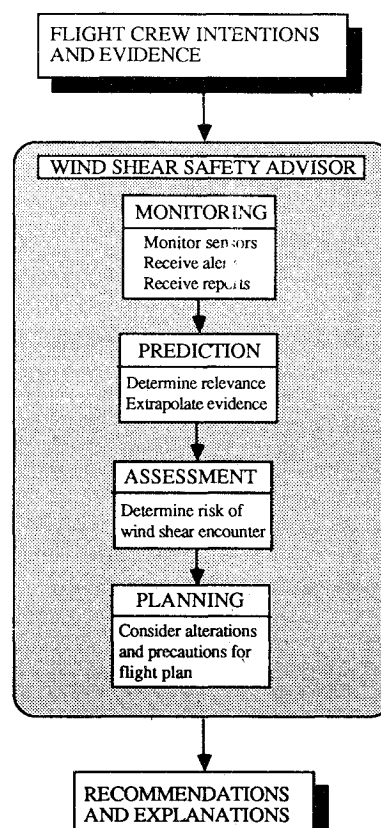 FLIGHT CREW INTENTIONS
AND EVIDENCE
WIND SHEAR SAFETY ADVISOR
MONITORING
Monitor sensors
Receive
Receive reports
PREDICTION
Determine relevance
Extrapolate evidence
ASSESSMENT
Determine risk of
wind shear encounter
PLANNING
Consider alterations
and precautions for
flight plan
RECOMMENDATIONS
AND EXPLANATIONS